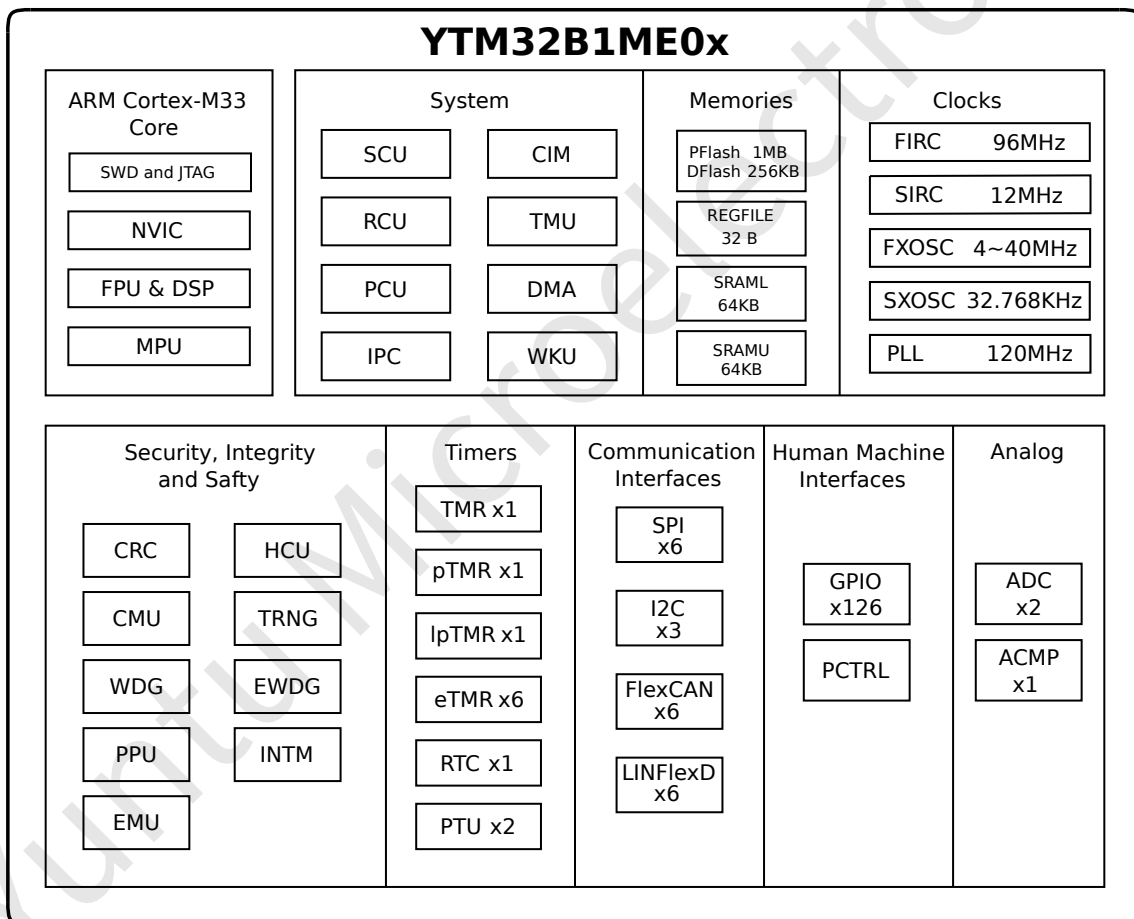 YTM32B1ME0x
ARM Cortex-M33
Core
SWD and JTAG
NVIC
FPU & DSP
MPU
System
SCU
CIM
RCU
TMU
PCU
DMA
IPC
WKU
Memories
PFlash 1MB
DFlash 256KB
REGFILE
32 B
SRAML
64KB
SRAMU
64KB
Clocks
FIRC 96MHz
SIRC 12MHz
FXOSC 4~40MHz
SXOSC 32.768KHz
PLL 120MHz
Security, Integrity
and Safty
CRC
HCU
CMU
TRNG
WDG
EWDG
PPU
INTM
EMU
Timers
TMR x1
pTMR x1
lpTMR x1
eTMR x6
RTC x1
PTU x2
Communication
Interfaces
SPI
x6
I2C
x3
FlexCAN
x6
LINFlexD
x6
Human Machine
Interfaces
GPIO
x126
PCTRL
Analog
ADC
x2
ACMP
x1
Yuntu Microelectro